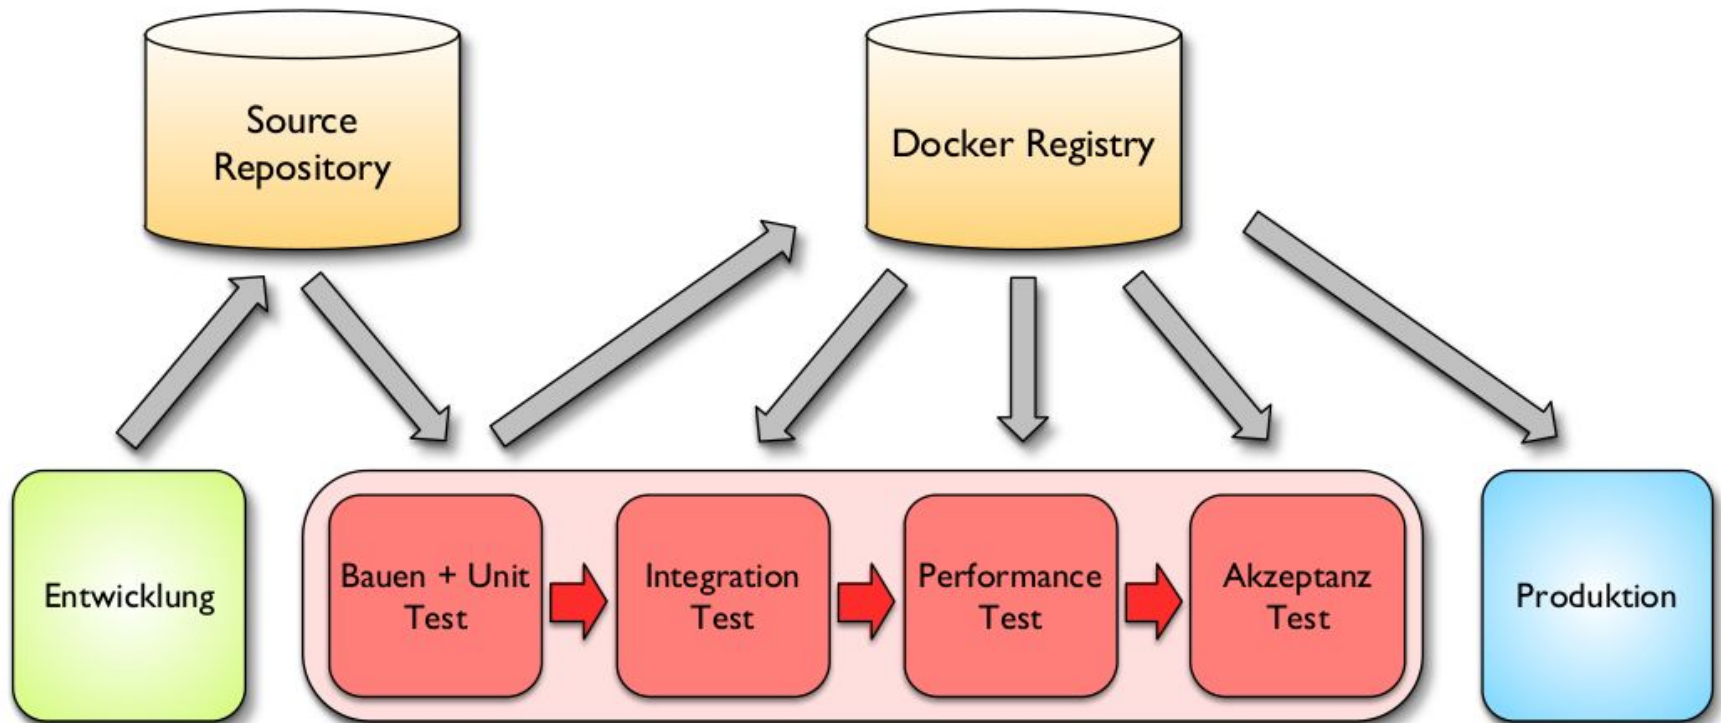 Source
Repository
Docker Registry
Entwicklung
Bauen + Unit
Test
Integration
Test
Performance
Test
Akzeptanz
Test
Produktion